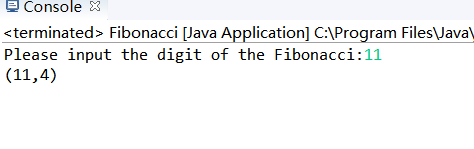 Console
<terminated> Fibonacci [Java Application] C:\Program Files\Java\
Please input the digit of the Fibonacci:11
(11,4)